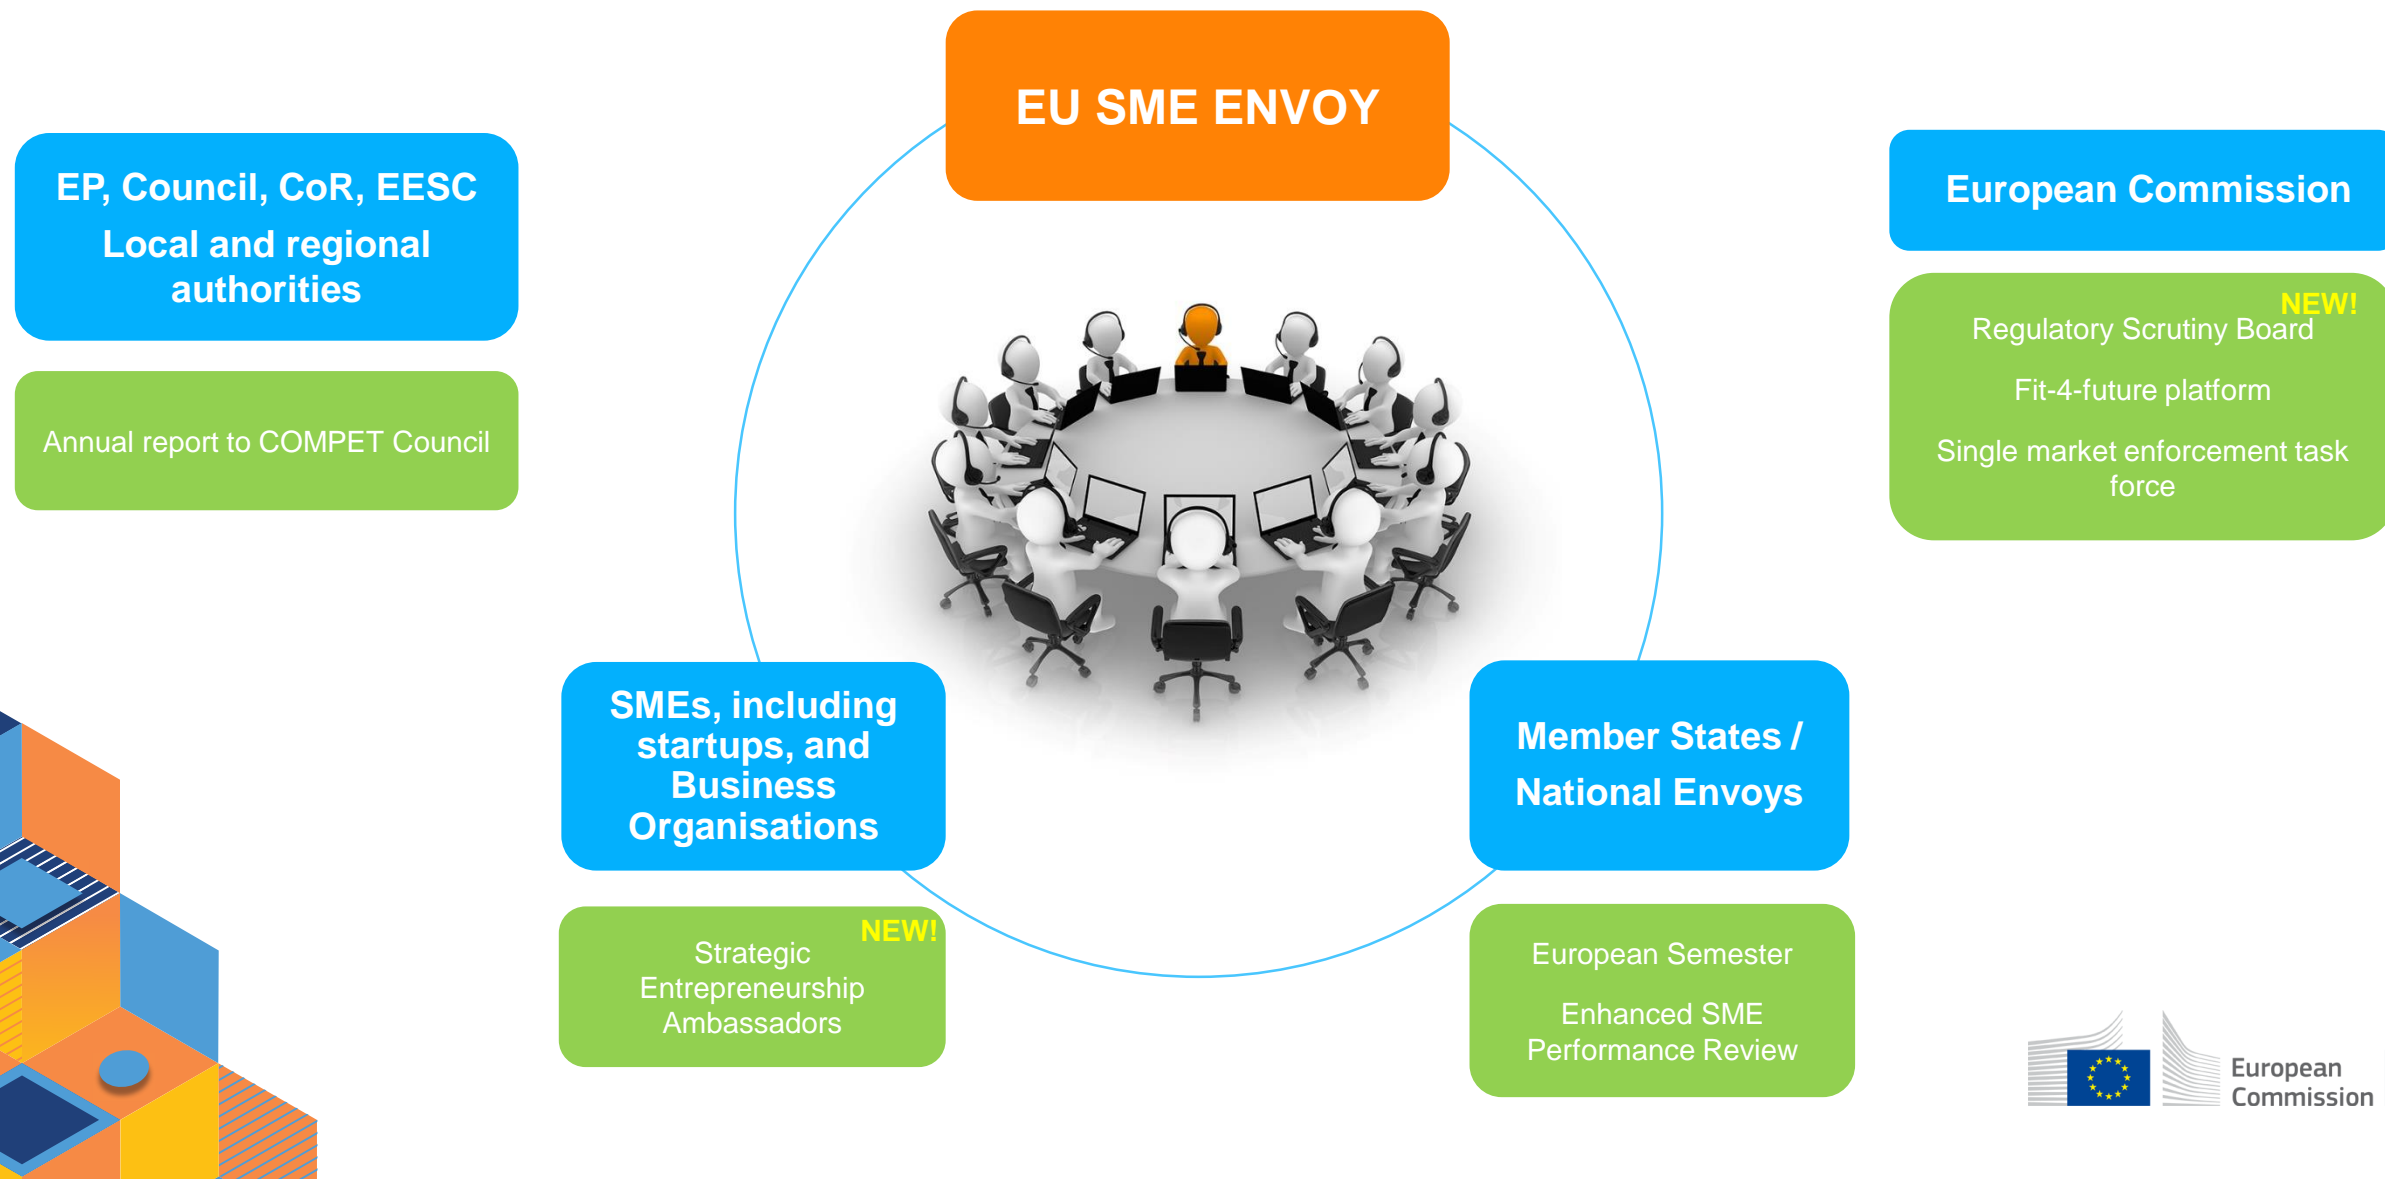 EU SME ENVOY
EP, Council, CoR, EESC
Local and regional
authorities
Annual report to COMPET Council
European Commission
NEW!
Regulatory Scrutiny Board
Fit-4-future platform
Single market enforcement task
force
SMEs, including
startups, and
Business
Organisations
NEW!
Strategic
Entrepreneurship
Ambassadors
Member States /
National Envoys
European Semester
Enhanced SME
Performance Review
European
Commission